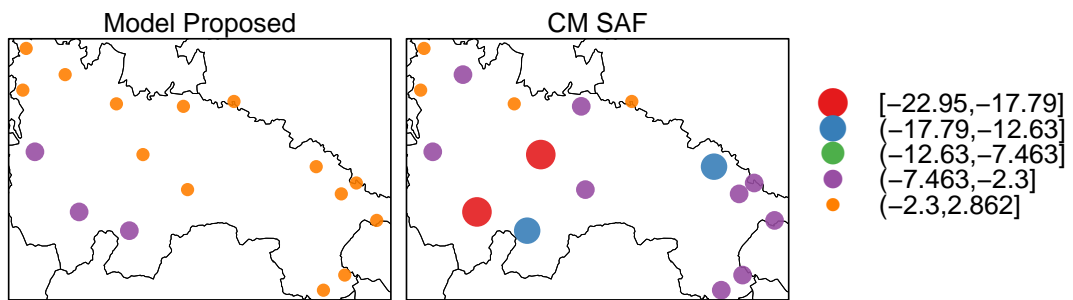 Model Proposed
CM SAF
[−22.95,−17.79]
(−17.79,−12.63]
(−12.63,−7.463]
(−7.463,−2.3]
(−2.3,2.862]